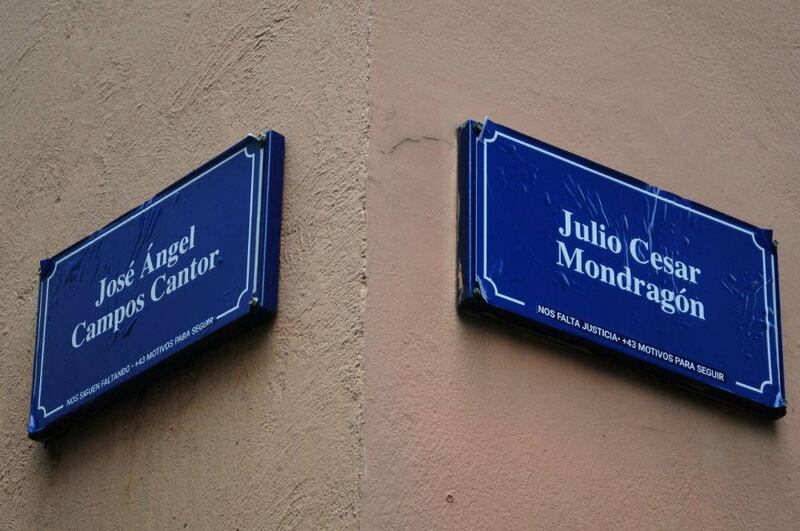 José Ángel
Campos Cantor
NOS SIGUEN FALTANDO • +43 MOTIVOS PARA SEGUIR
Julio Cesar
Mondragón
NOS FALTA JUSTICIA• +43 MOTIVOS PARA SEGUIR